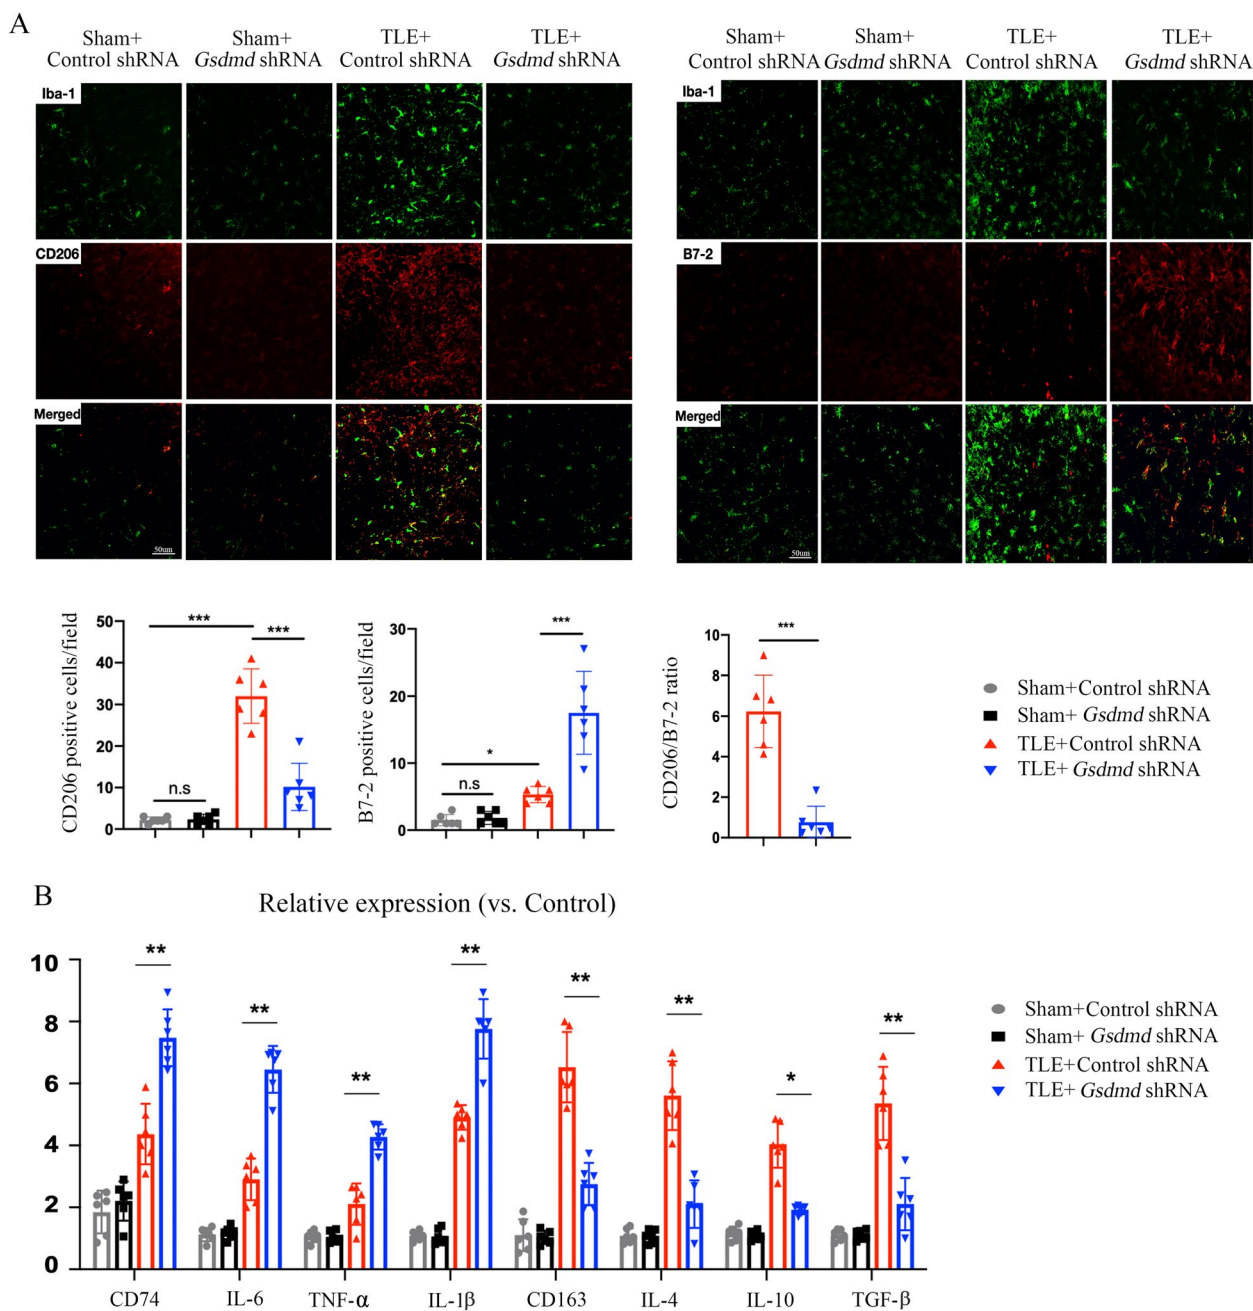 A
Sham+ Sham+ TLE+ TLE+
Control shRNA Gsdmd shRNA Control shRNA Gsdmd shRNA
Iba-1
CD206
Merged
50um
Sham+ Sham+ TLE+ TLE+
Control shRNA Gsdmd shRNA Control shRNA Gsdmd shRNA
Iba-1
B7-2
Merged
50um
CD206 positive cells/field
50
40
30
20
10
0
***
***
n.s
B7-2 positive cells/field
30
20
10
0
***
*
n.s
CD206/B7-2 ratio
10
8
6
4
2
0
***
Sham+Control shRNA
Sham+ Gsdmd shRNA
TLE+Control shRNA
TLE+ Gsdmd shRNA
B
Relative expression (vs. Control)
10
8
6
4
2
0
** ** ** ** ** ** * **
CD74 IL-6 TNF-α IL-1β CD163 IL-4 IL-10 TGF-β
Sham+Control shRNA
Sham+ Gsdmd shRNA
TLE+Control shRNA
TLE+ Gsdmd shRNA